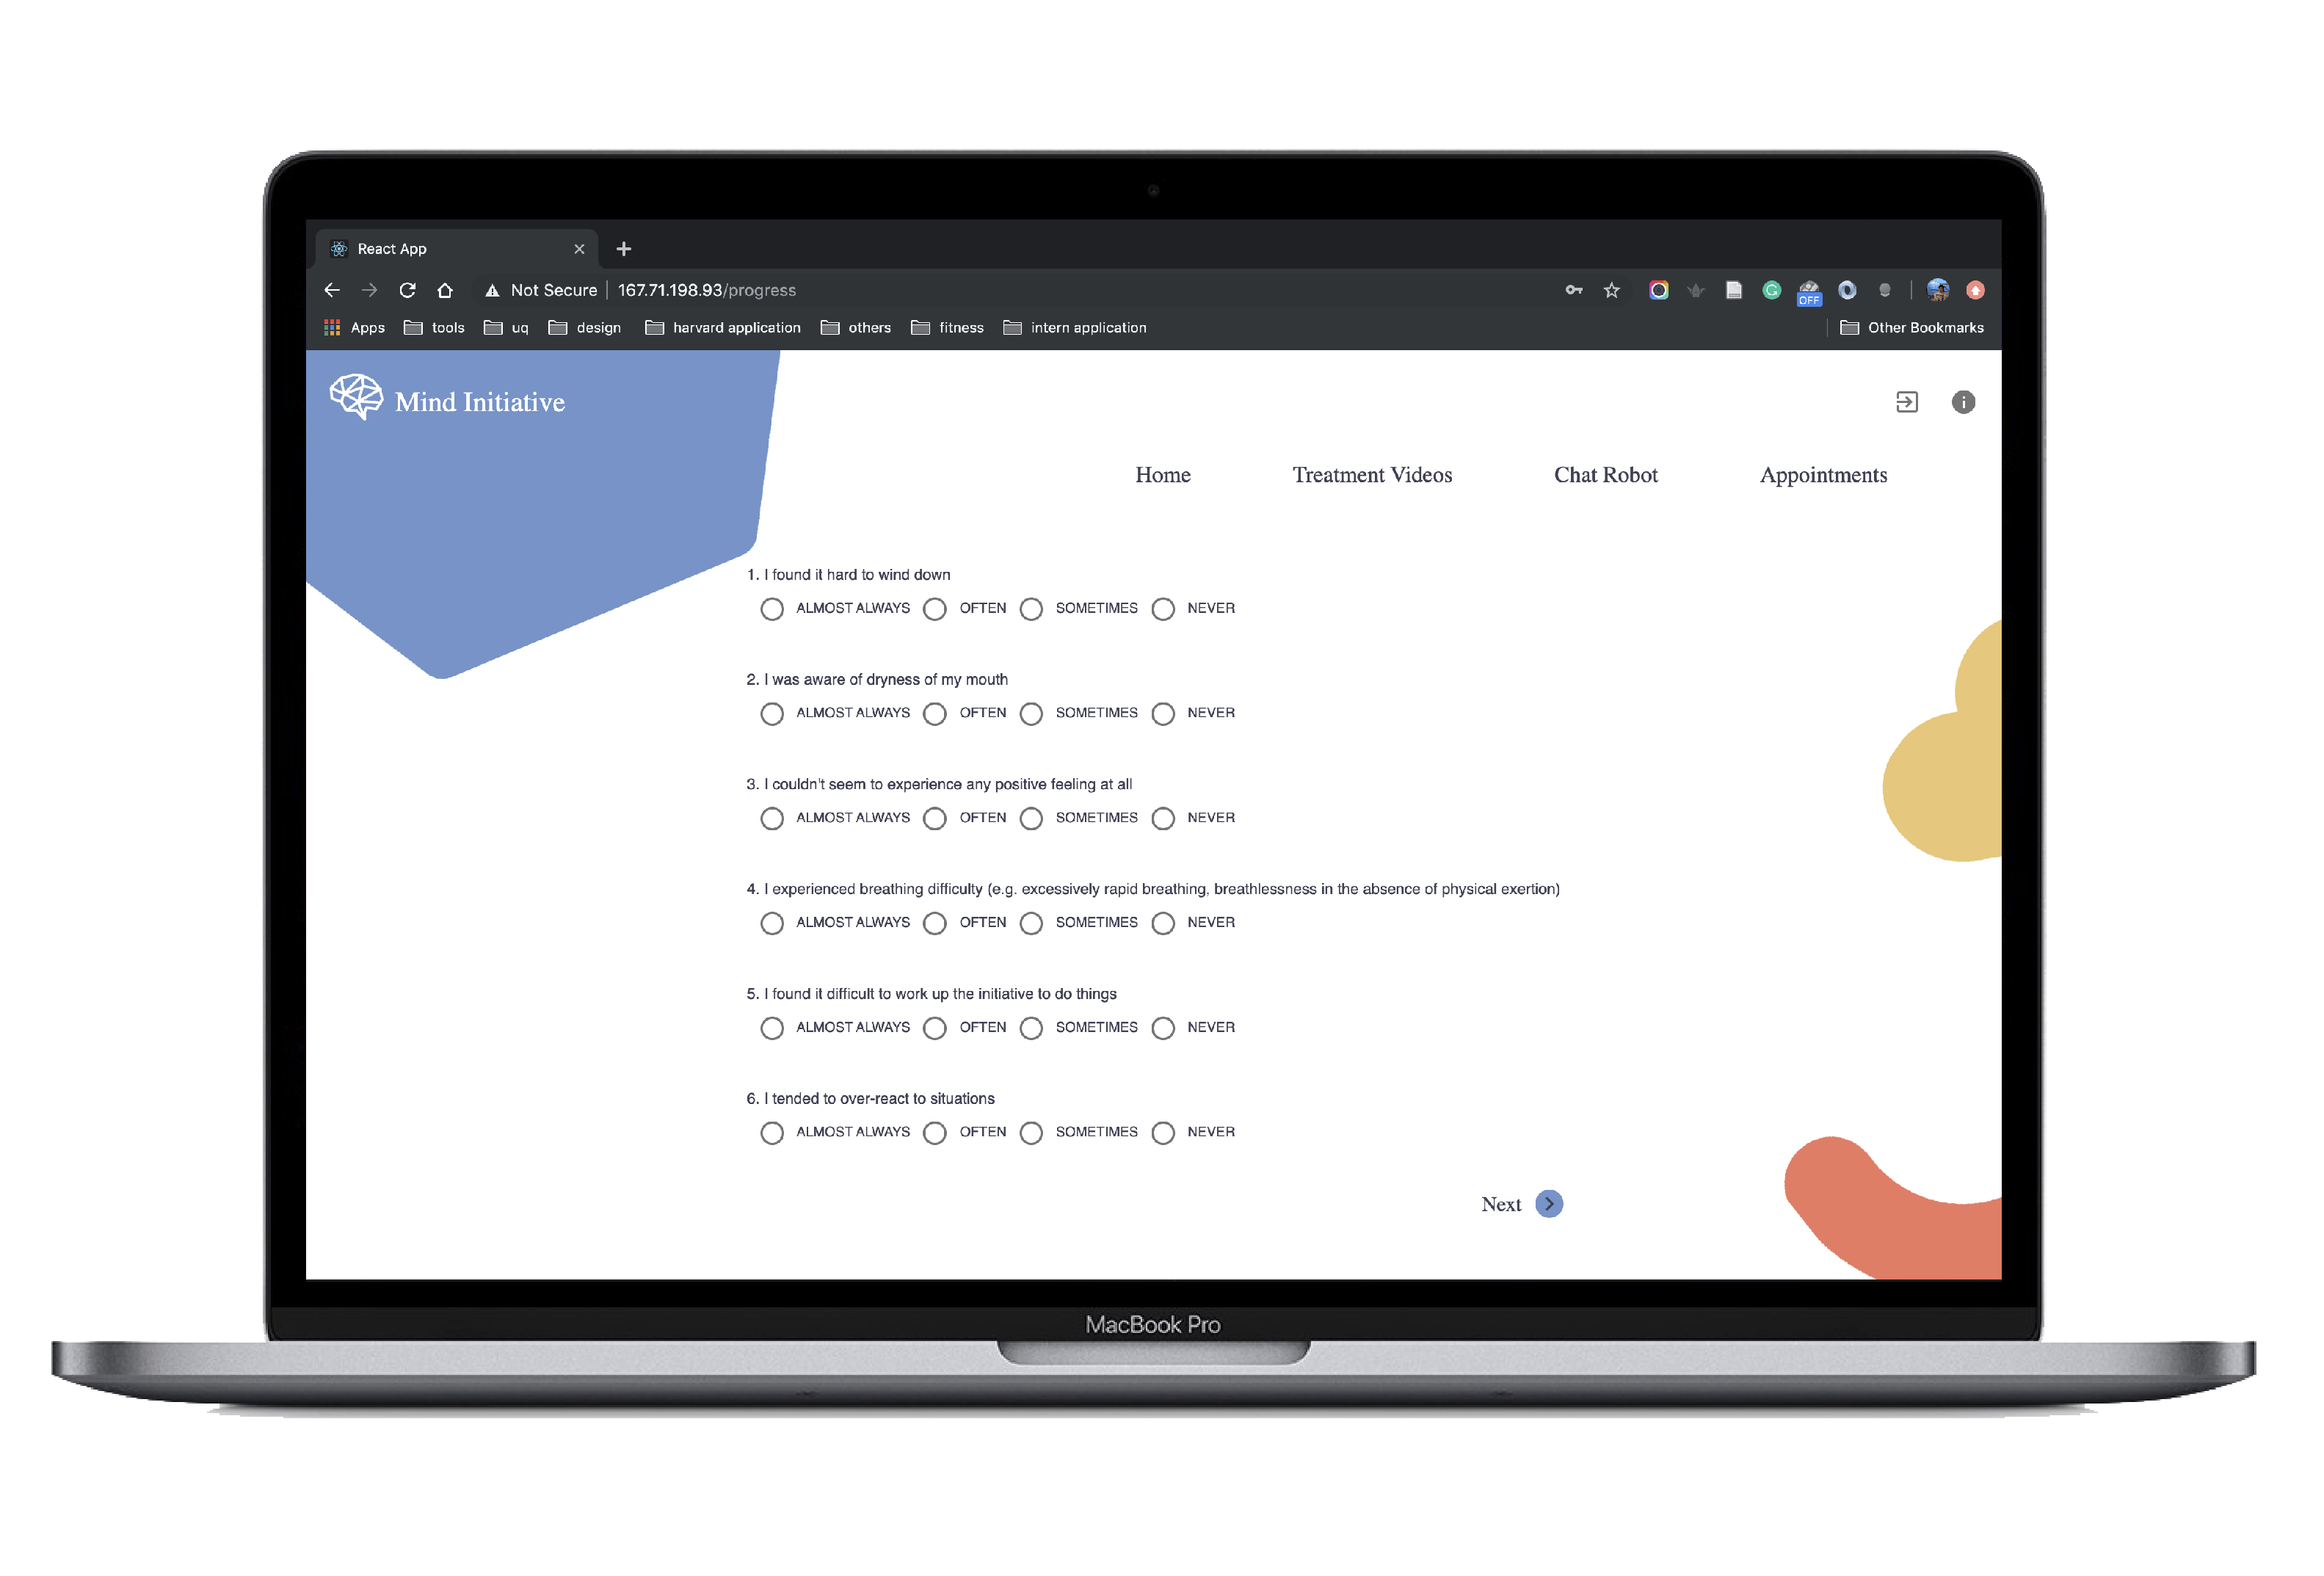 React App
Not Secure 167.71.198.93/progress
OFF
Apps tools uq design harvard application others fitness intern application Other Bookmarks
Mind Initiative
Home Treatment Videos Chat Robot Appointments
1. I found it hard to wind down
ALMOST ALWAYS OFTEN SOMETIMES NEVER
2. I was aware of dryness of my mouth
ALMOST ALWAYS OFTEN SOMETIMES NEVER
3. I couldn't seem to experience any positive feeling at all
ALMOST ALWAYS OFTEN SOMETIMES NEVER
4. I experienced breathing difficulty (e.g. excessively rapid breathing, breathlessness in the absence of physical exertion)
ALMOST ALWAYS OFTEN SOMETIMES NEVER
5. I found it difficult to work up the initiative to do things
ALMOST ALWAYS OFTEN SOMETIMES NEVER
6. I tended to over-react to situations
ALMOST ALWAYS OFTEN SOMETIMES NEVER
Next
MacBook Pro